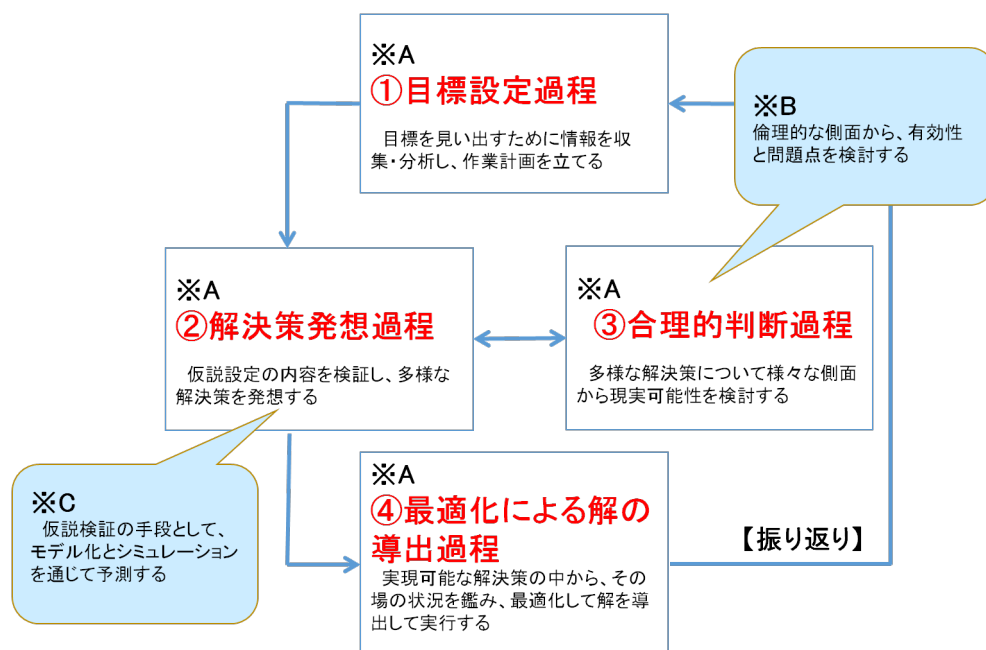 ※A
①目標設定過程
目標を見い出すために情報を収
集・分析し、作業計画を立てる
※B
倫理的な側面から、有効性
と問題点を検討する
※A
②解決策発想過程
仮説設定の内容を検証し、多様な
解決策を発想する
※A
③合理的判断過程
多様な解決策について様々な側面
から現実可能性を検討する
※C
仮説検証の手段として、
モデル化とシミュレーション
を通じて予測する
※A
④最適化による解の
導出過程
実現可能な解決策の中から、その
場の状況を鑑み、最適化して解を導
出して実行する
【振り返り】